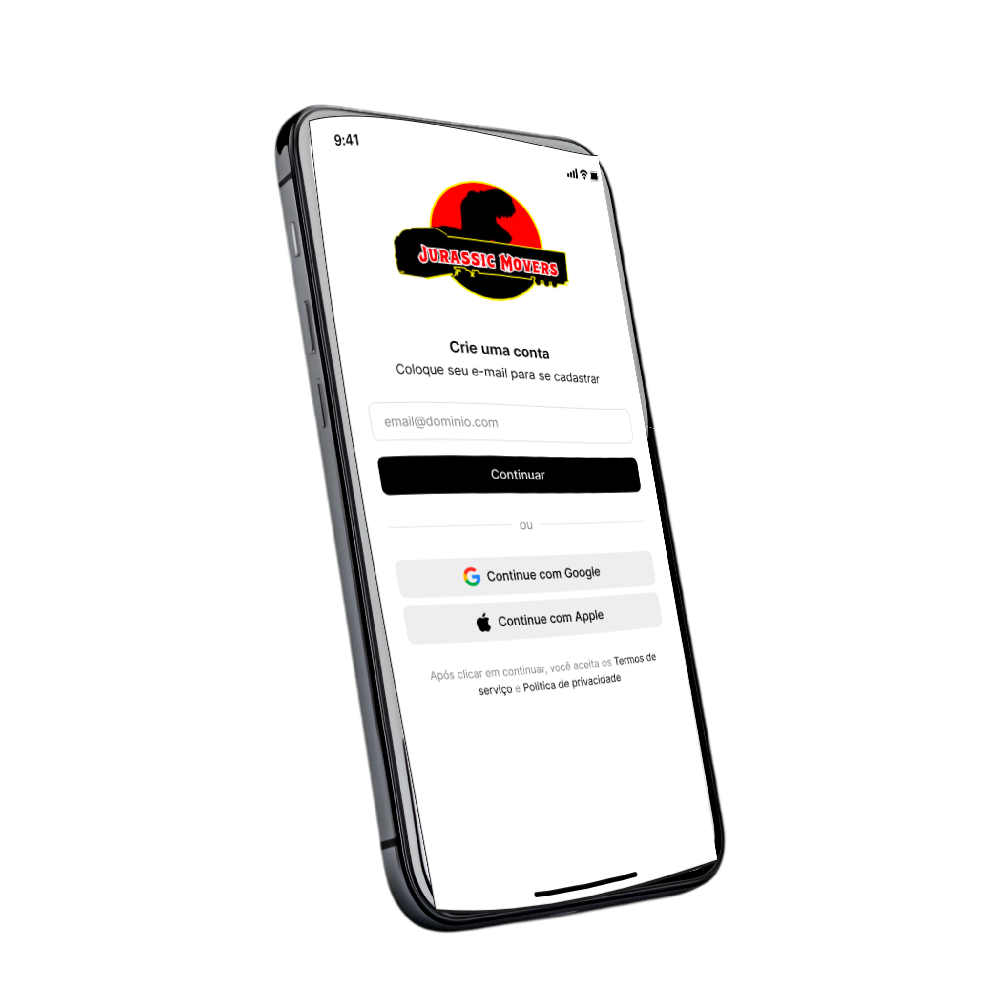 9:41
JURASSIC MOVERS
Crie uma conta
Coloque seu e-mail para se cadastrar
email@dominio.com
Continuar
ou
Continue com Google
Continue com Apple
Após clicar em continuar, você aceita os Termos de
serviço e Politica de privacidade